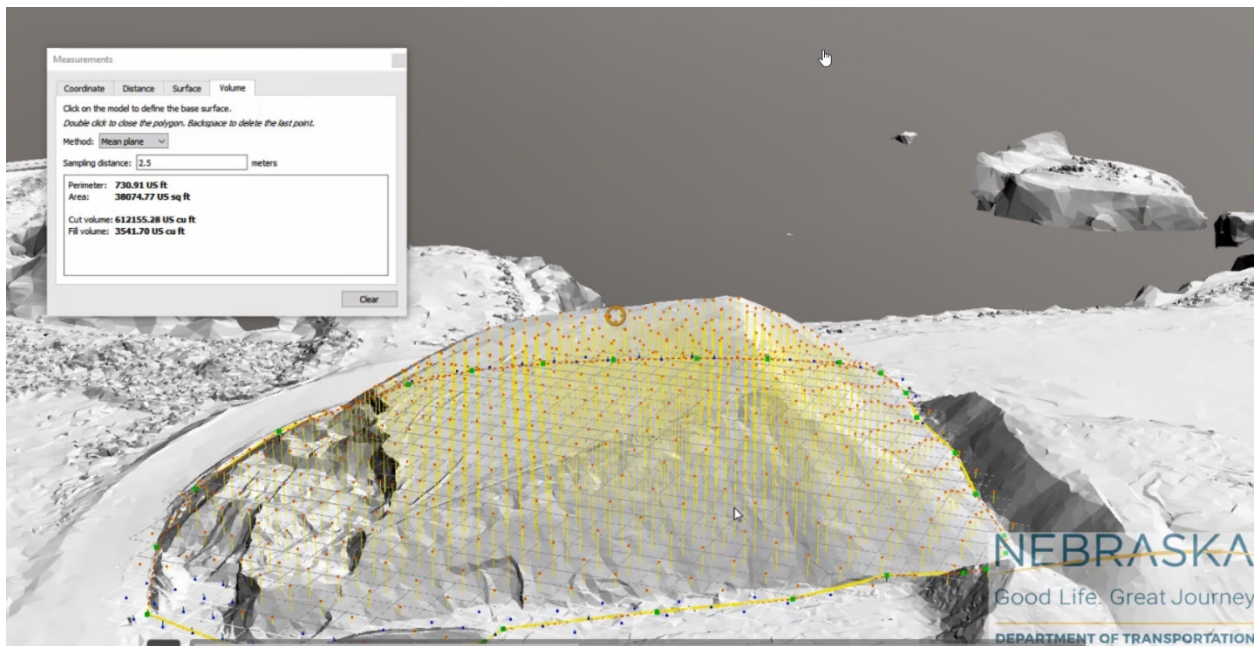 Measurements
Coordinate Distance Surface Volume
Click on the model to define the base surface.
Double click to close the polygon. Backspace to delete the last point.
Method: Mean plane
Sampling distance: 2.5 meters
Perimeter: 730.91 US ft
Area: 38074.77 US sq ft
Cut volume: 612155.28 US cu ft
Fill volume: 3541.70 US cu ft
Clear
NEBRASKA
Good Life. Great Journey
DEPARTMENT OF TRANSPORTATION